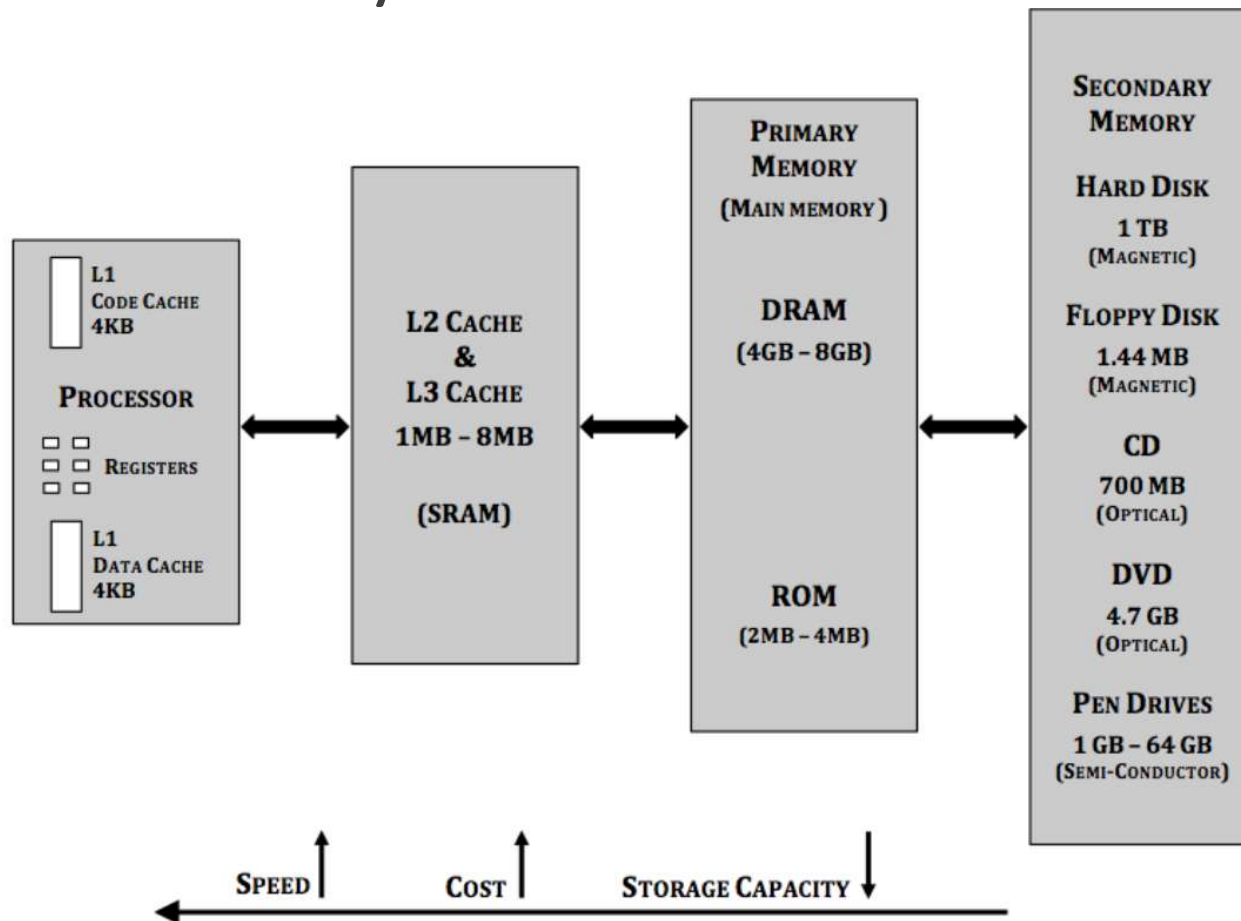 L1
CODE CACHE
4KB
PROCESSOR
REGISTERS
L1
DATA CACHE
4KB
L2 CACHE
&
L3 CACHE
1MB – 8MB
(SRAM)
PRIMARY
MEMORY
(MAIN MEMORY )
DRAM
(4GB – 8GB)
ROM
(2MB – 4MB)
SECONDARY
MEMORY
HARD DISK
1 TB
(MAGNETIC)
FLOPPY DISK
1.44 MB
(MAGNETIC)
CD
700 MB
(OPTICAL)
DVD
4.7 GB
(OPTICAL)
PEN DRIVES
1 GB – 64 GB
(SEMI-CONDUCTOR)
SPEED
COST
STORAGE CAPACITY